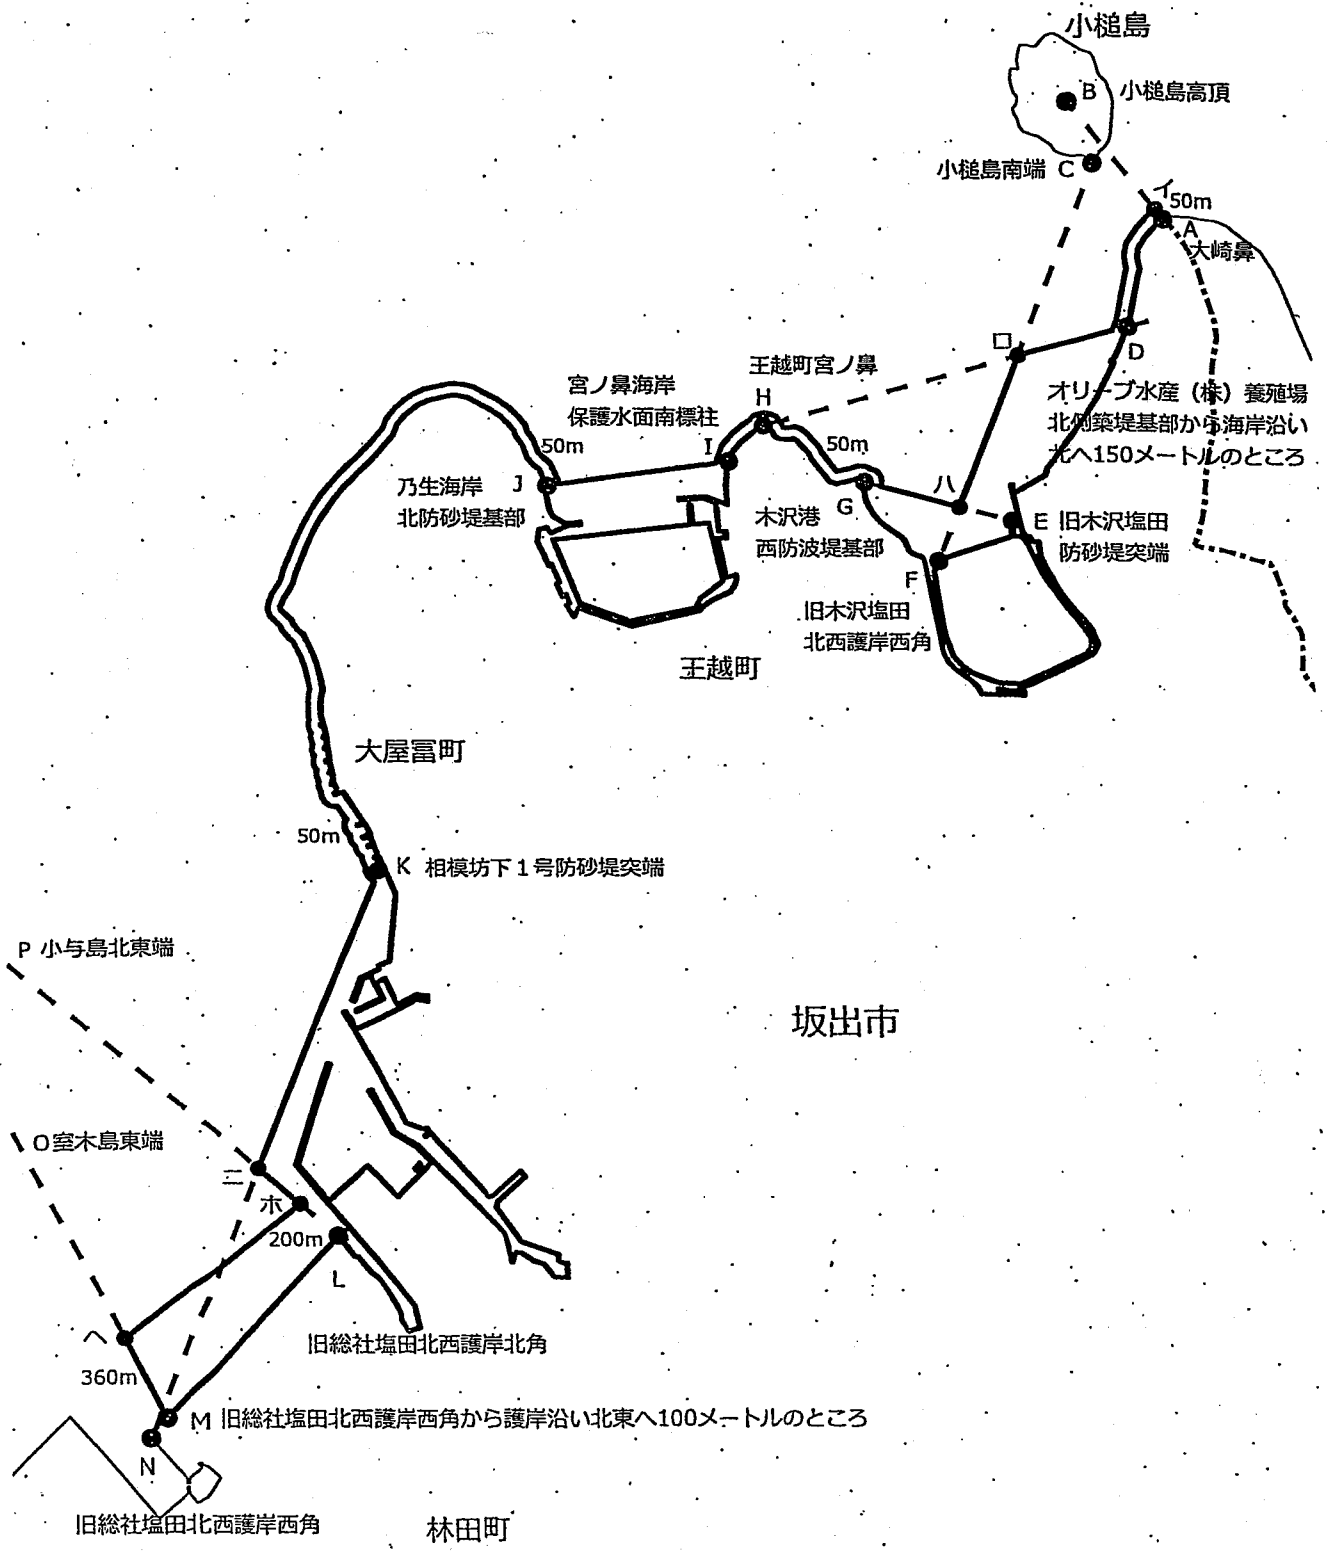 小槌島
B 小槌島高頂
小槌島南端 C
イ
50m
A
大崎鼻
ロ
D
王越町宮ノ鼻
H
宮ノ鼻海岸
保護水面南標柱
オリーブ水産（株）養殖場
北側築堤基部から海岸沿い
北へ150メートルのところ
50m
I
50m
J
乃生海岸
北防砂堤基部
ハ
G
木沢港
西防波堤基部
E 旧木沢塩田
防砂堤突端
F
旧木沢塩田
北西護岸西角
王越町
大屋冨町
50m
K 相模坊下1号防砂堤突端
P 小与島北東端
坂出市
O室木島東端
ニ
ホ
200m
L
ヘ
旧総社塩田北西護岸北角
360m
M 旧総社塩田北西護岸西角から護岸沿い北東へ100メートルのところ
N
旧総社塩田北西護岸西角
林田町